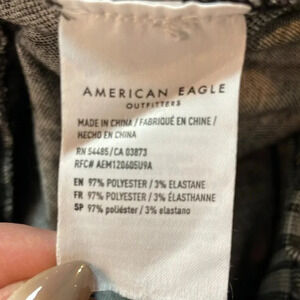 AMERICAN EAGLE
OUTFITTERS
MADE IN CHINA / FABRIQUÉ EN CHINE /
HECHO EN CHINA
RN 54485/CA 03873
RFC# AEM120605U9A
EN 97% POLYESTER / 3% ELASTANE
FR 97% POLYESTER / 3% ÉLASTHANNE
SP 97% poliéster / 3% elastano